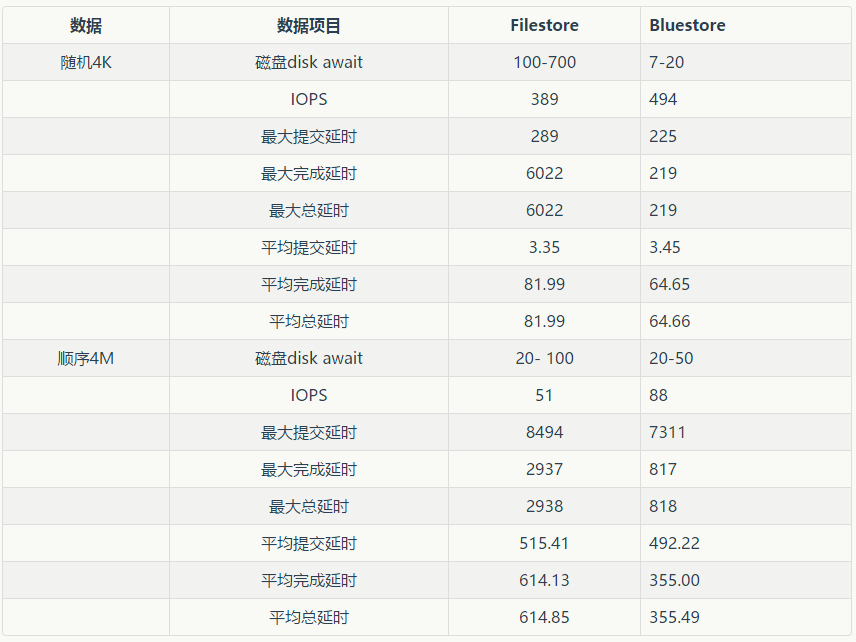 数据 数据项目 Filestore Bluestore
随机4K 磁盘disk await 100-700 7-20
IOPS 389 494
最大提交延时 289 225
最大完成延时 6022 219
最大总延时 6022 219
平均提交延时 3.35 3.45
平均完成延时 81.99 64.65
平均总延时 81.99 64.66
顺序4M 磁盘disk await 20- 100 20-50
IOPS 51 88
最大提交延时 8494 7311
最大完成延时 2937 817
最大总延时 2938 818
平均提交延时 515.41 492.22
平均完成延时 614.13 355.00
平均总延时 614.85 355.49